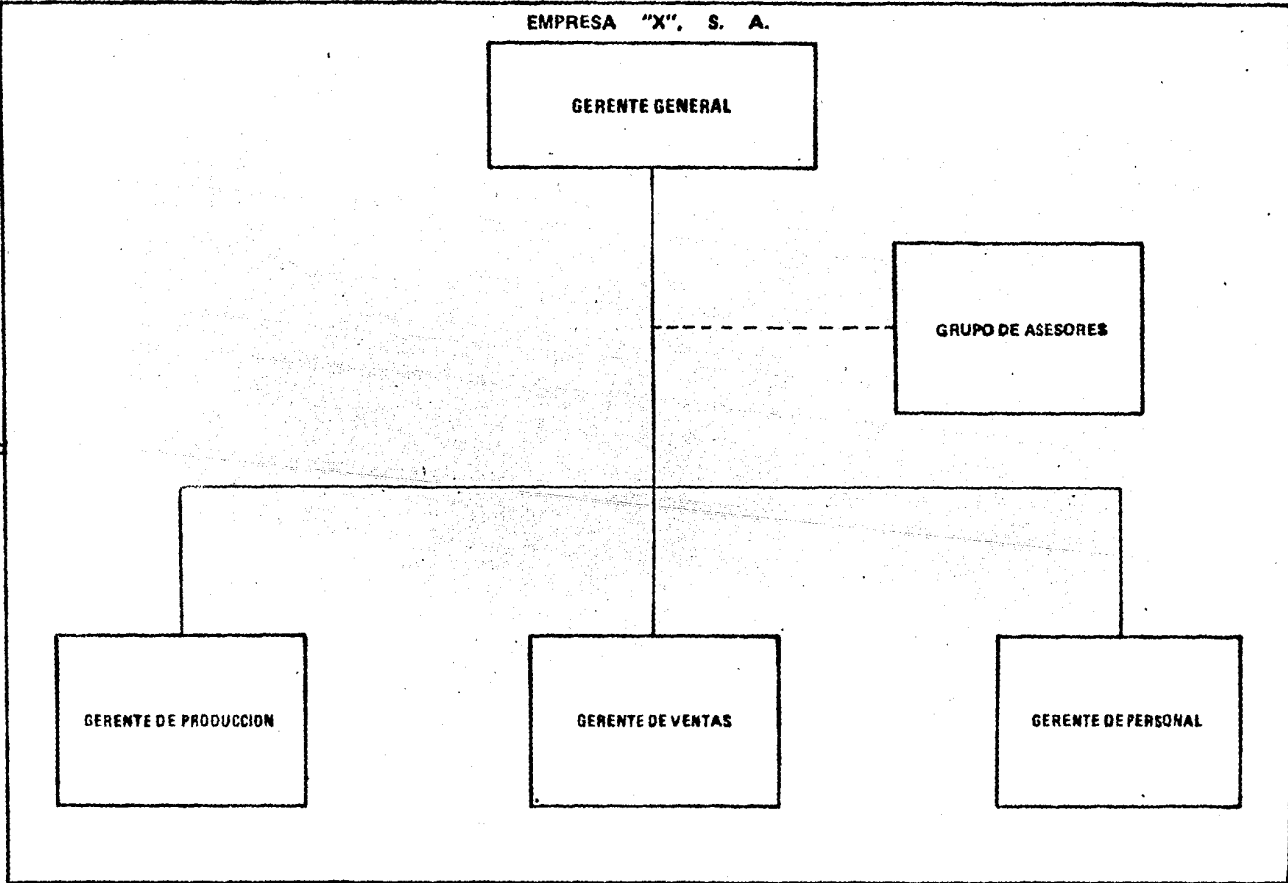 EMPRESA "X", S. A.
GERENTE GENERAL
GRUPO DE ASESORES
GERENTE DE PRODUCCION
GERENTE DE VENTAS
GERENTE DE PERSONAL